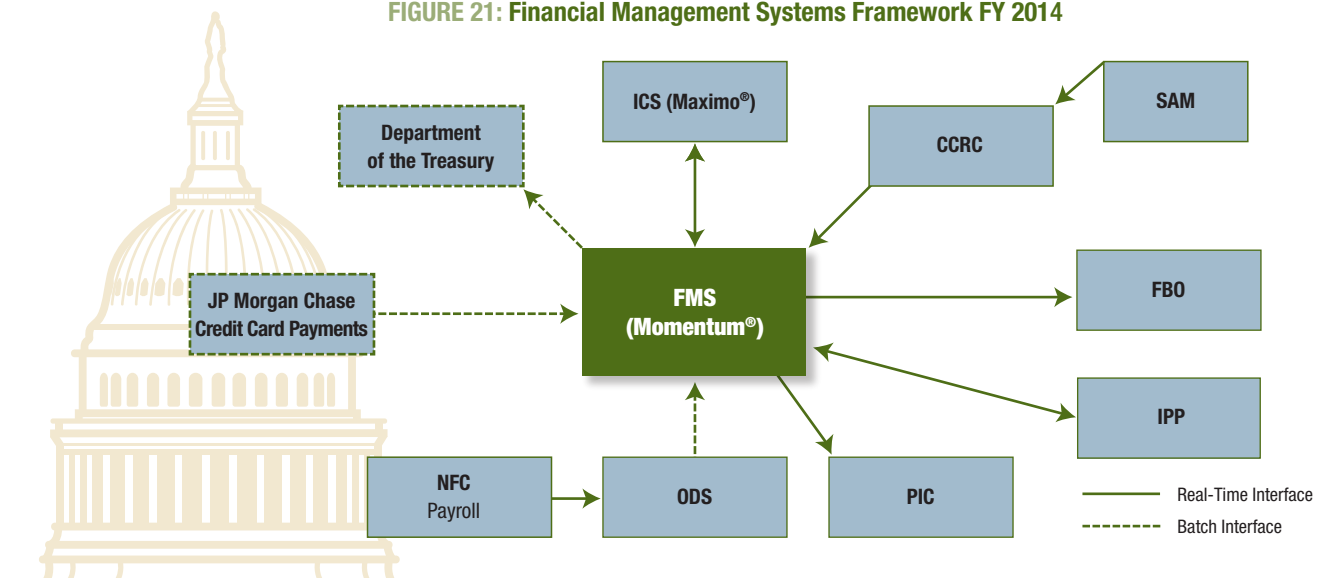 FIGURE 21: Financial Management Systems Framework FY 2014
ICS (Maximo®)
SAM
Department
of the Treasury
CCRC
JP Morgan Chase
Credit Card Payments
FMS
(Momentum®)
FBO
IPP
NFC
Payroll
ODS
PIC
Real-Time Interface
Batch Interface